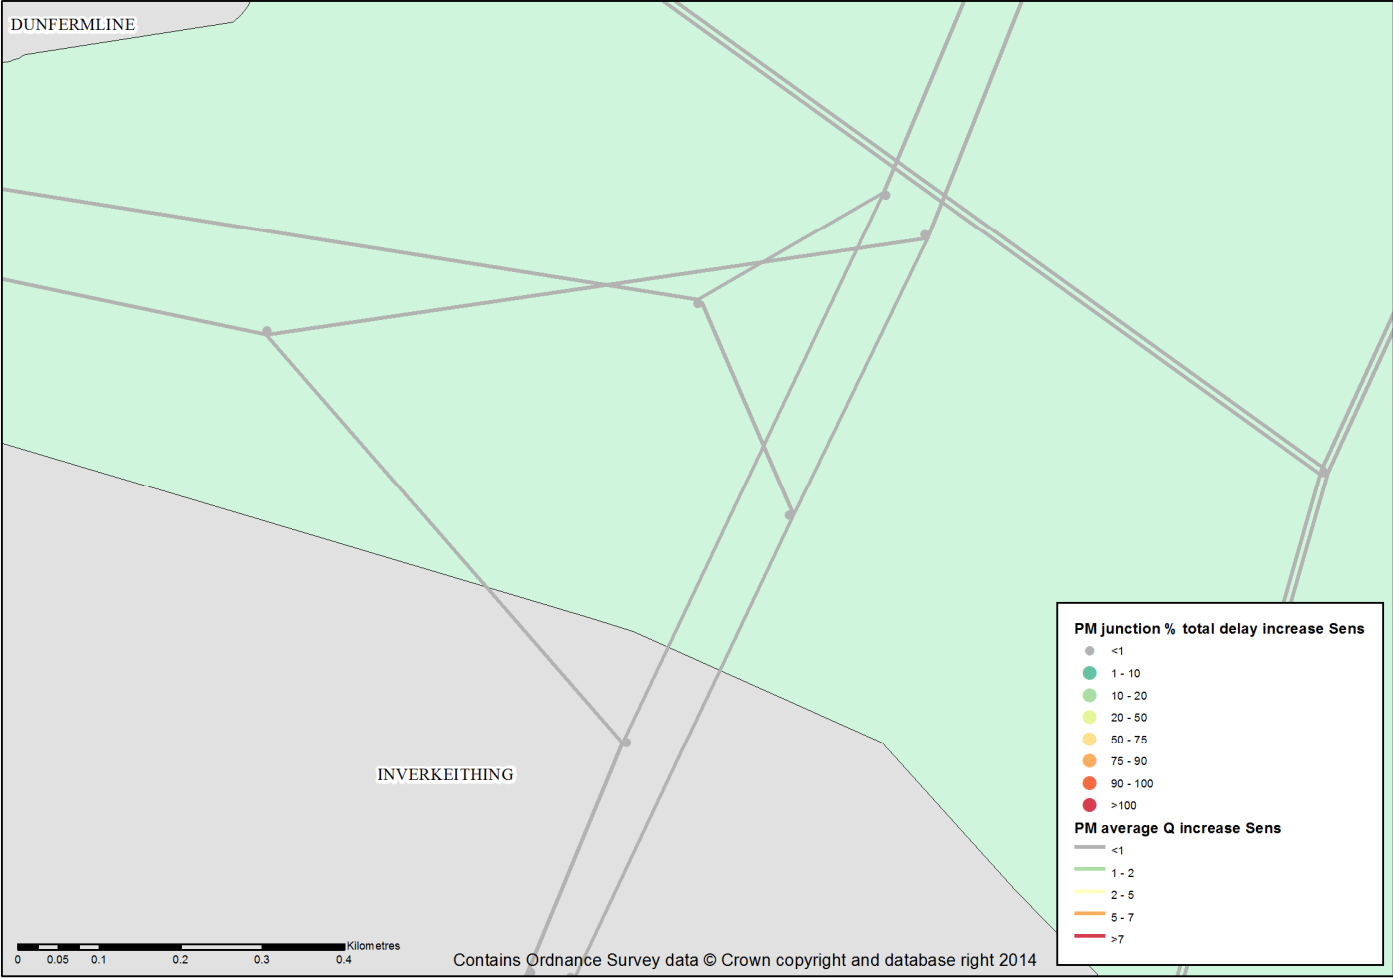 DUNFERMLINE
INVERKEITHING
PM junction % total delay increase Sens
<1
1 - 10
10 - 20
20 - 50
50 - 75
75 - 90
90 - 100
>100
PM average Q increase Sens
<1
1 - 2
2 - 5
5 - 7
>7
Kilometres
0 0.05 0.1 0.2 0.3 0.4
Contains Ordnance Survey data © Crown copyright and database right 2014